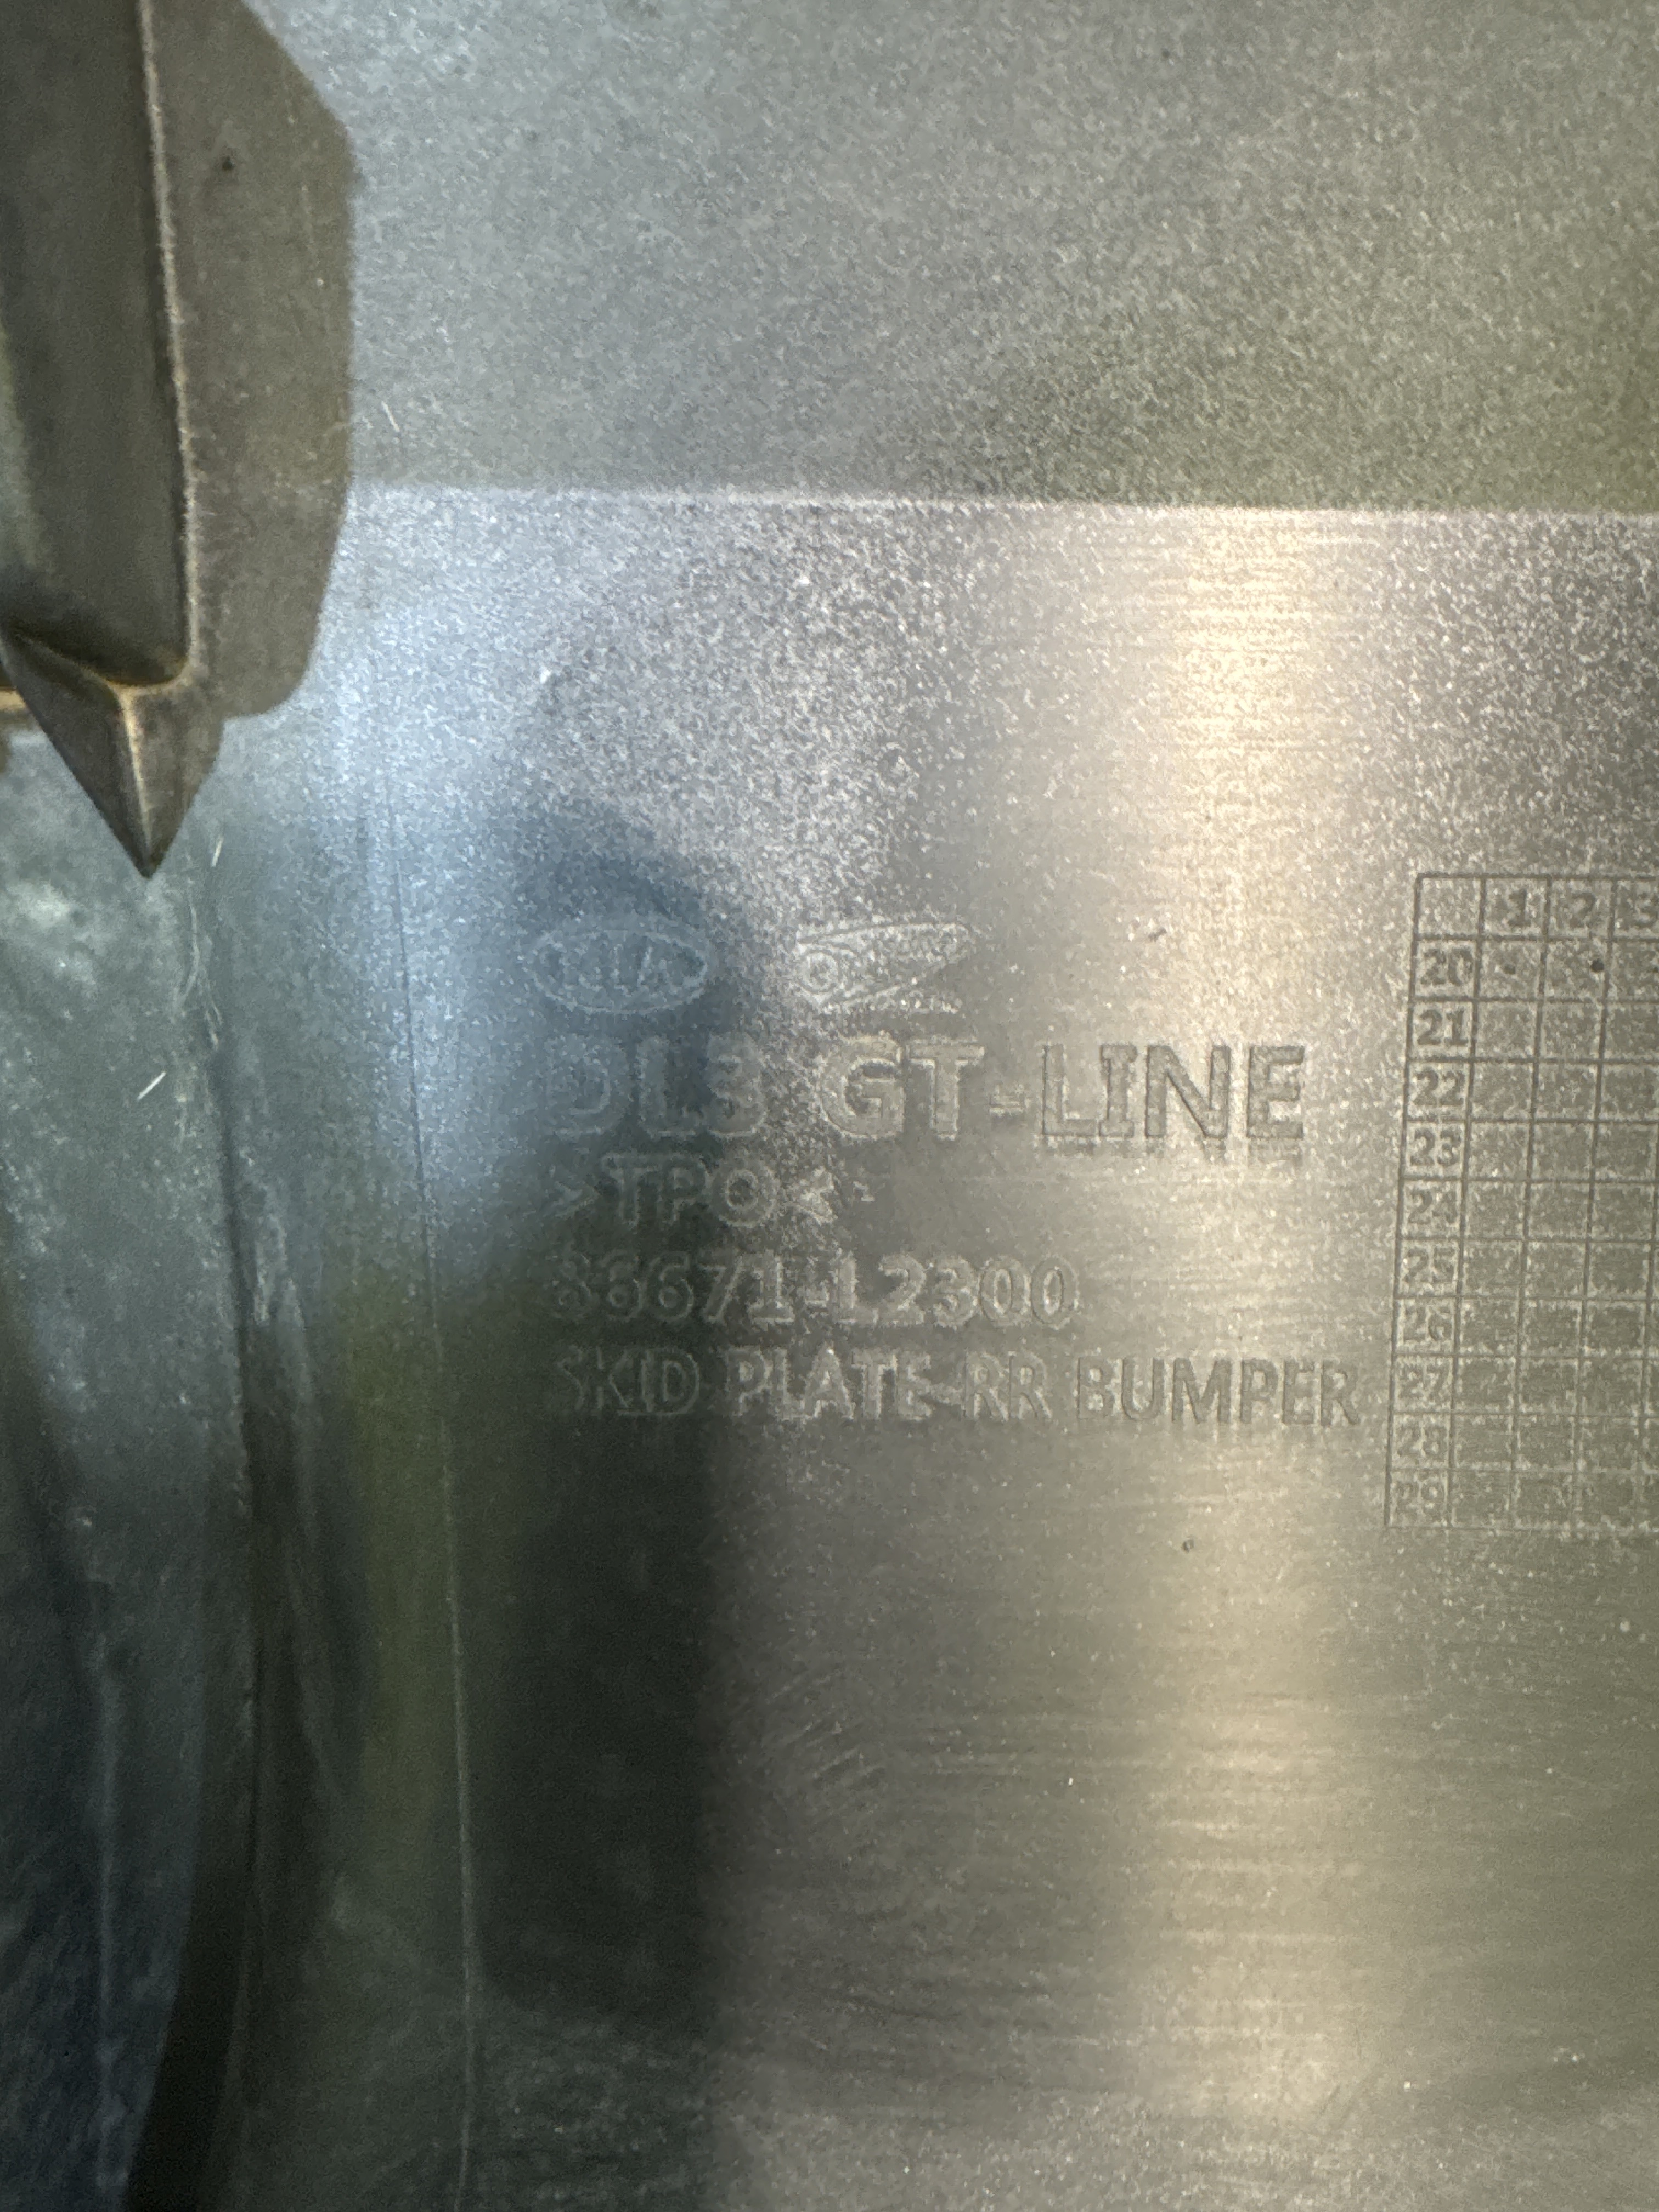 KIA
DL3 GT-LINE
>TPO<
86671-L2300
SKID PLATE-RR BUMPER
1 2 3
20
21
22
23
24
25
26
27
28
29